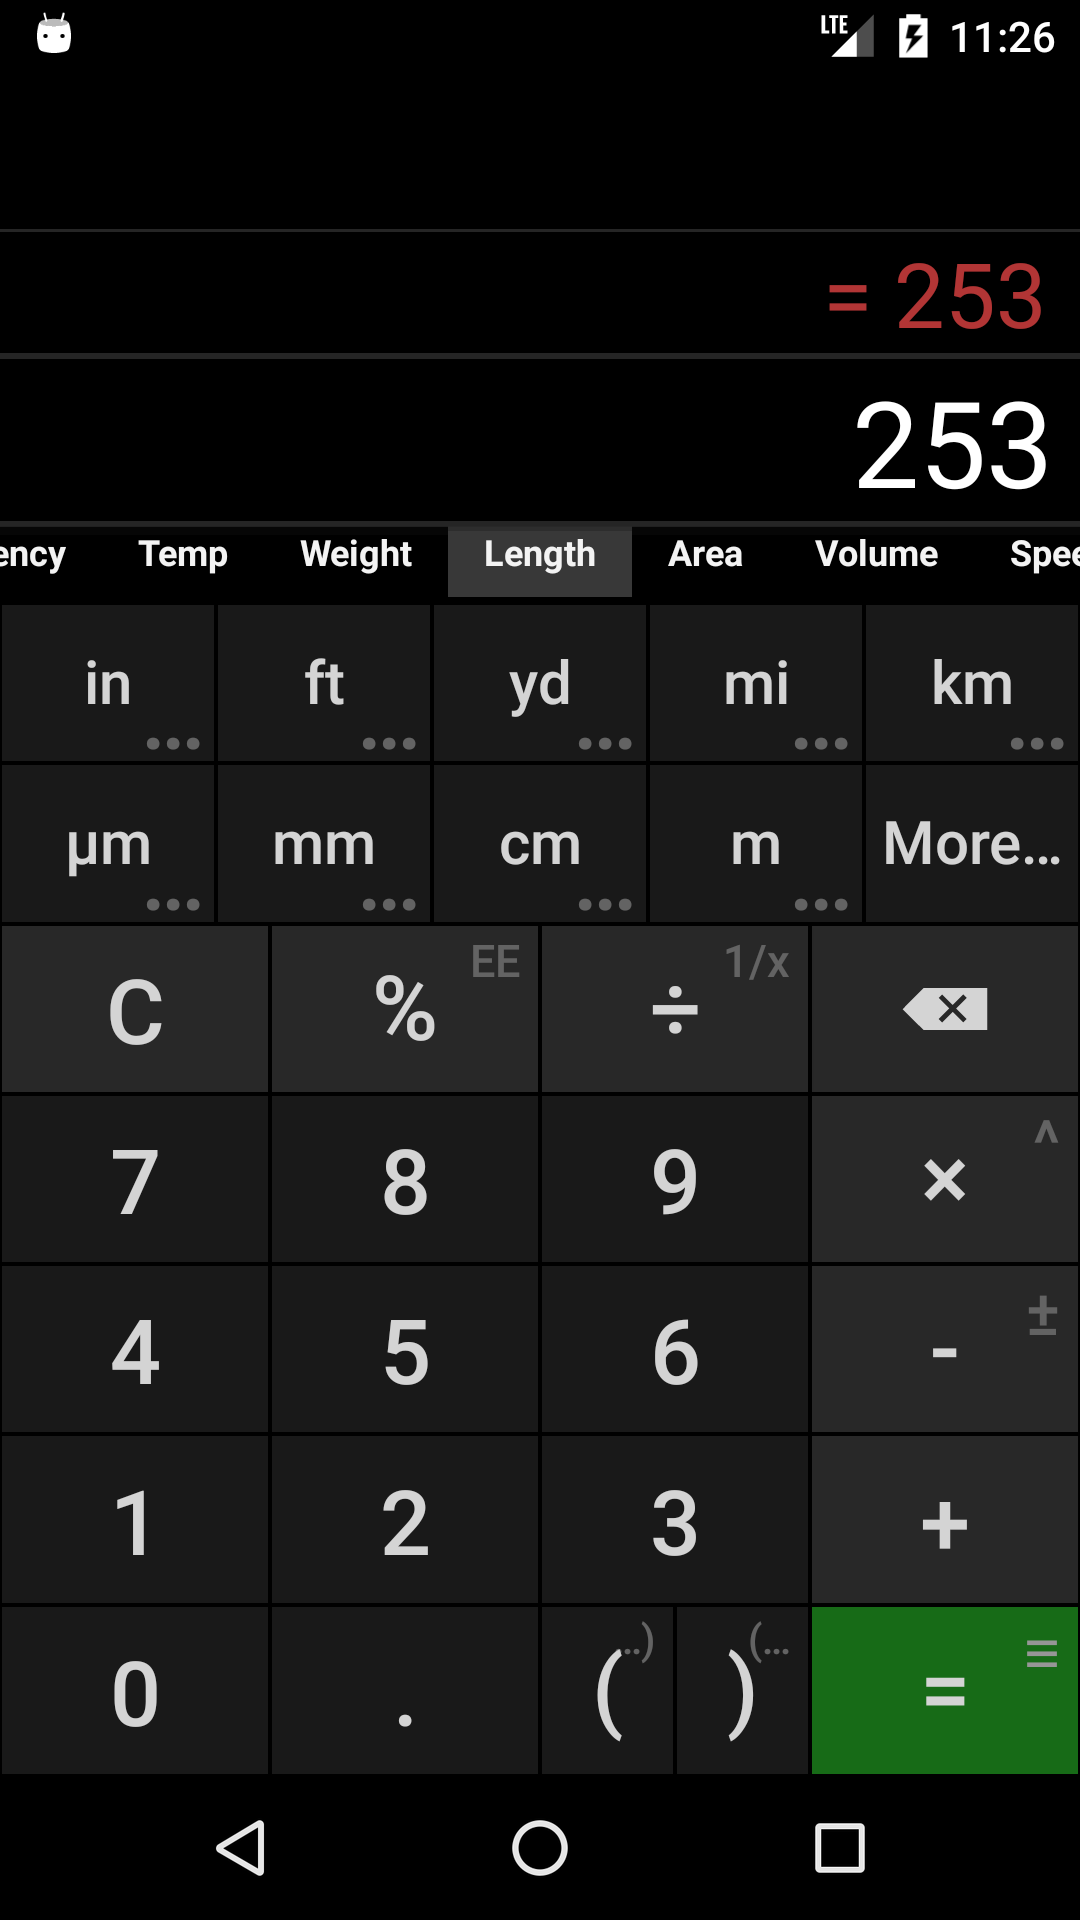 LTE 11:26
= 253
253
ency Temp Weight Length Area Volume Spee
in ft yd mi km
µm mm cm m More...
C % EE ÷ 1/x
7 8 9 × ^
4 5 6 - ±
1 2 3 +
0 . ( ..) ) (... =